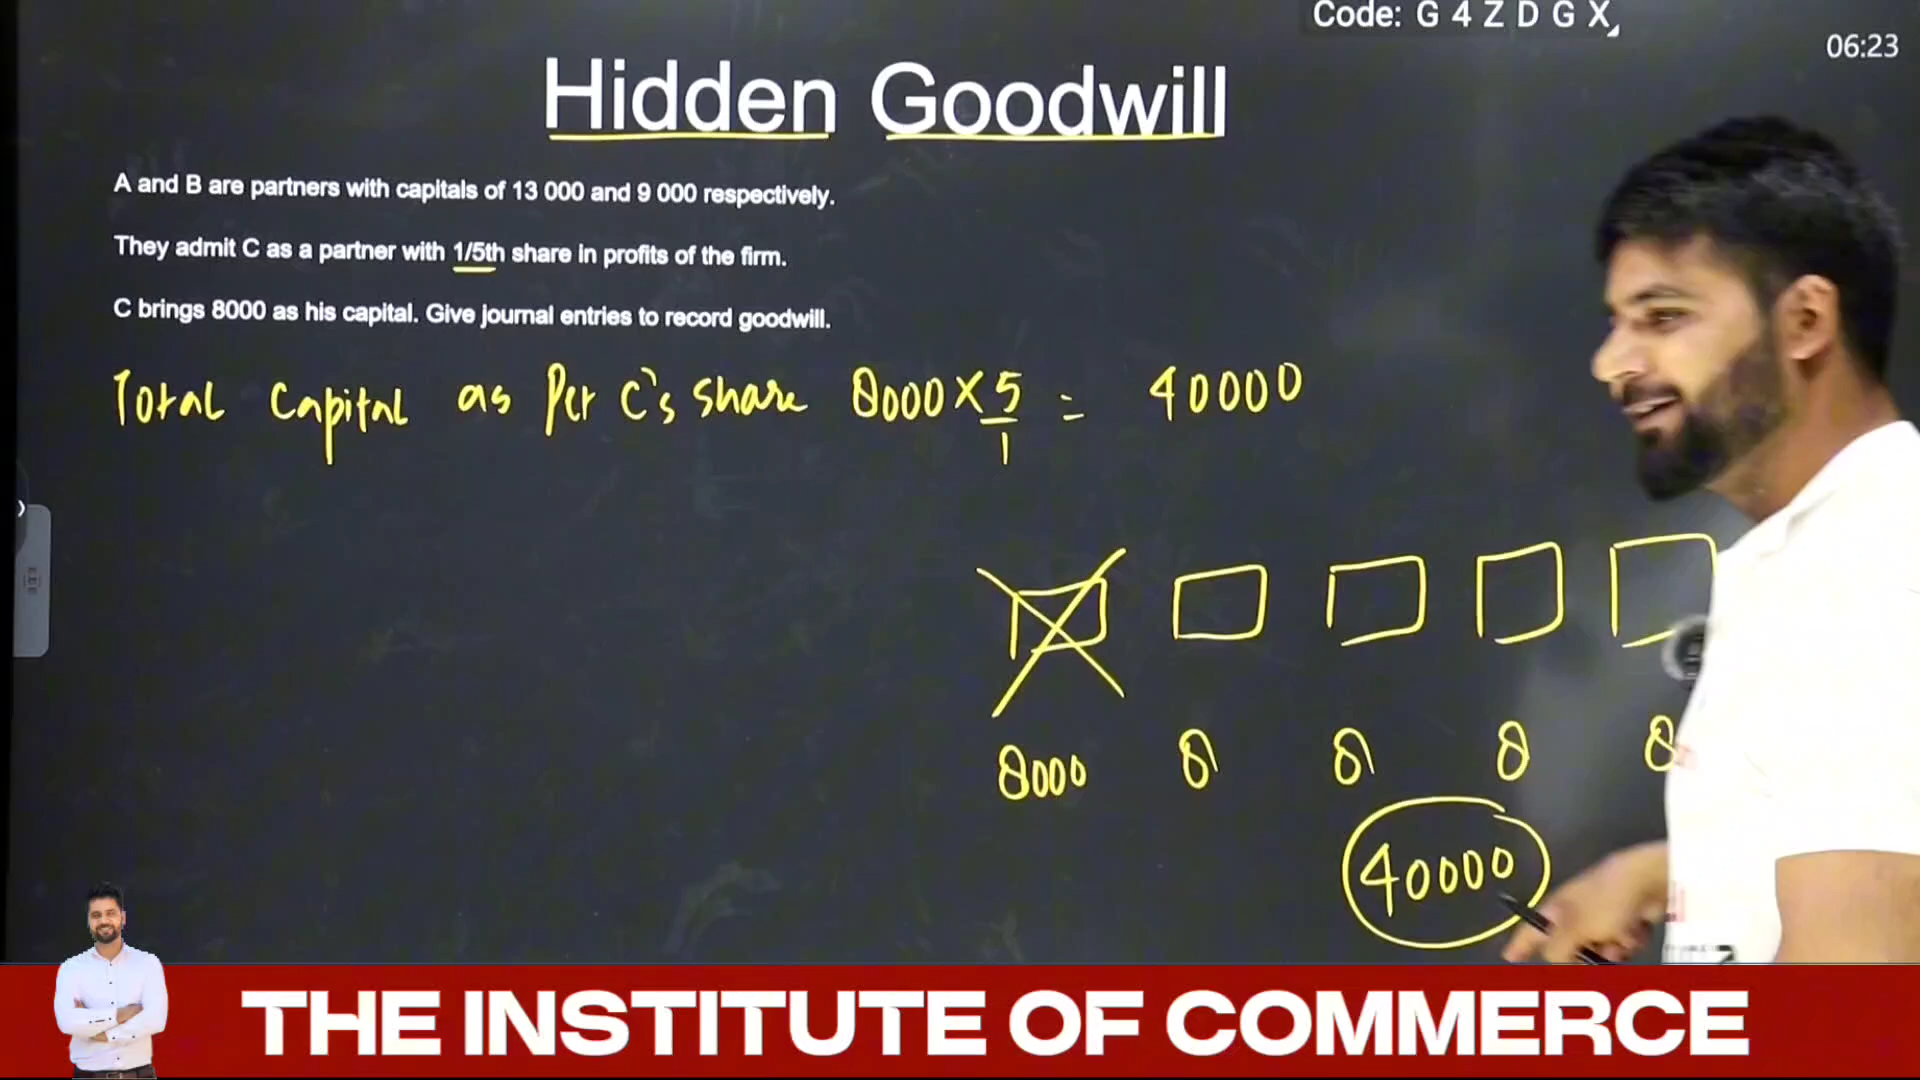 Code: G 4 Z D G X
06:23
Hidden Goodwill
A and B are partners with capitals of 13 000 and 9 000 respectively.
They admit C as a partner with 1/5th share in profits of the firm.
C brings 8000 as his capital. Give journal entries to record goodwill.
Total Capital as Per C's share 8000 × 5/1 = 40000
8000 8 8 8 8
40000
THE INSTITUTE OF COMMERCE